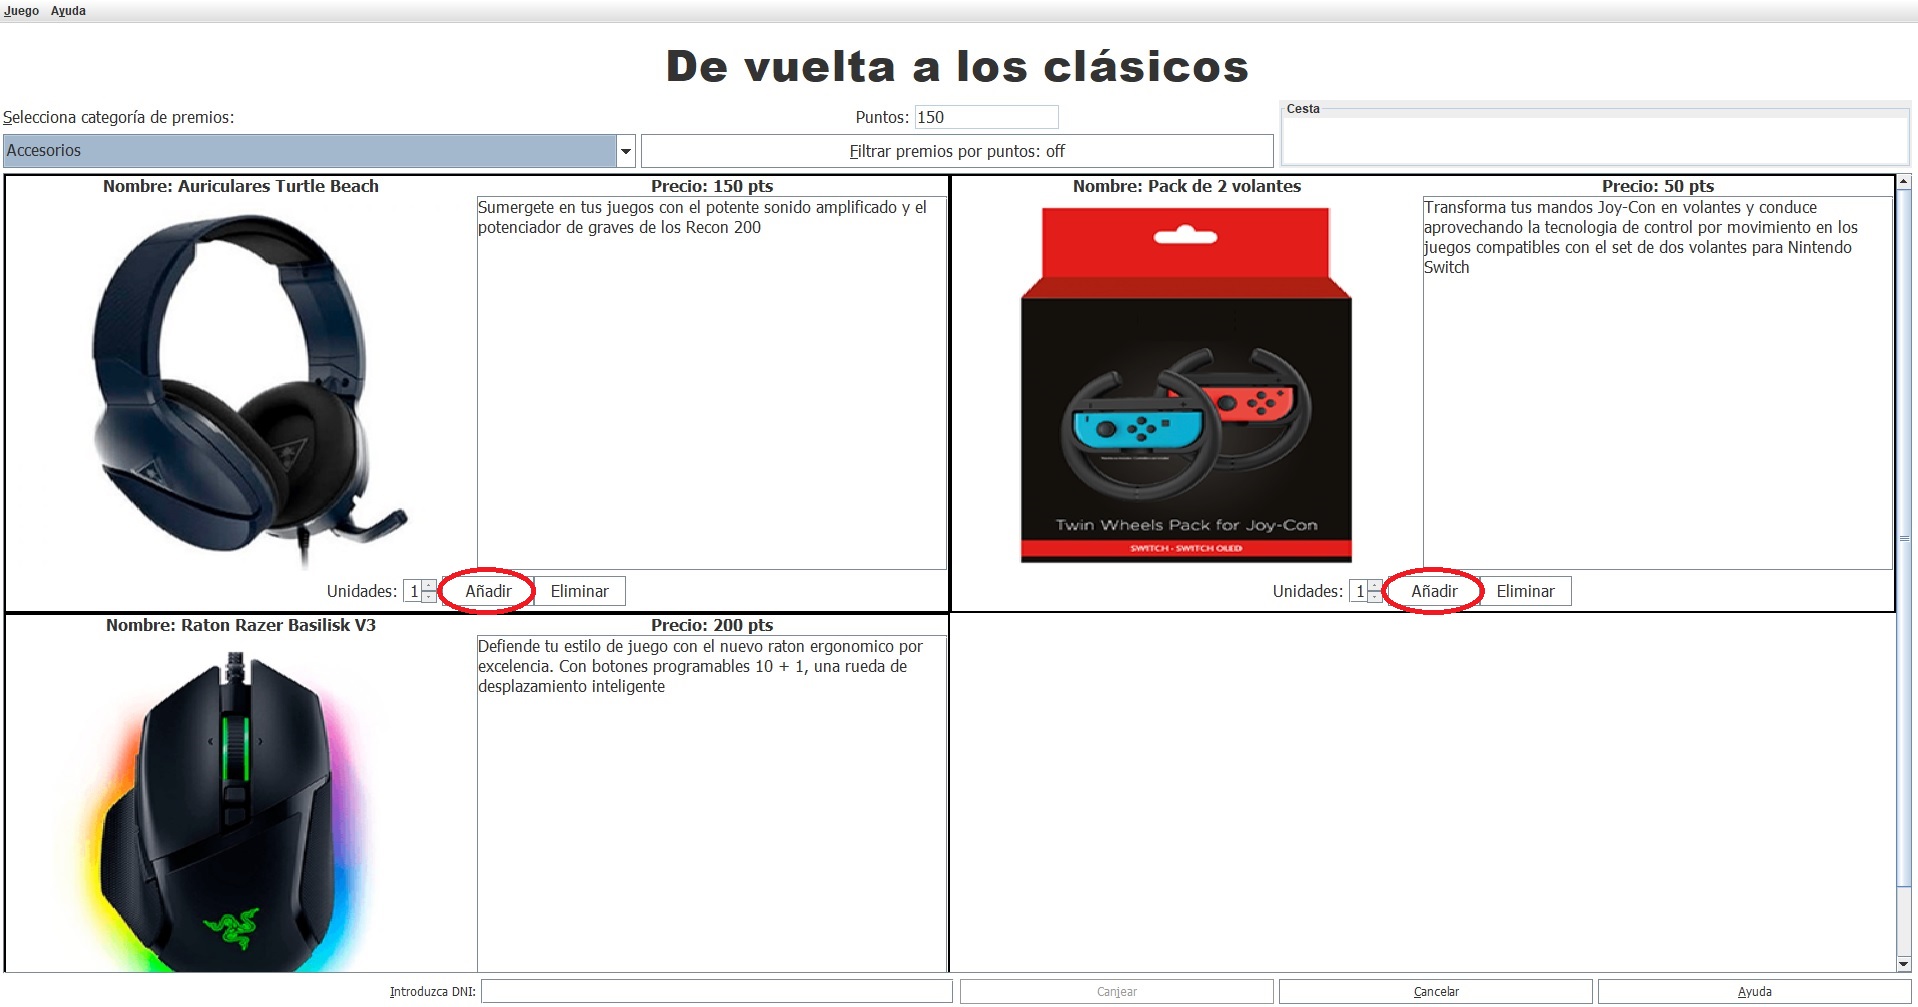 Juego Ayuda
De vuelta a los clásicos
Selecciona categoría de premios:
Puntos: 150
Cesta
Accesorios
Filtrar premios por puntos: off
Nombre: Auriculares Turtle Beach
Precio: 150 pts
Sumergete en tus juegos con el potente sonido amplificado y el
potenciador de graves de los Recon 200
Unidades: 1 Añadir Eliminar
Nombre: Pack de 2 volantes
Precio: 50 pts
Transforma tus mandos Joy-Con en volantes y conduce
aprovechando la tecnologia de control por movimiento en los
juegos compatibles con el set de dos volantes para Nintendo
Switch
Twin Wheels Pack for Joy-Con
SWITCH - SWITCH OLED
Unidades: 1 Añadir Eliminar
Nombre: Raton Razer Basilisk V3
Precio: 200 pts
Defiende tu estilo de juego con el nuevo raton ergonomico por
excelencia. Con botones programables 10 + 1, una rueda de
desplazamiento inteligente
Introduzca DNI:
Canjear
Cancelar
Ayuda